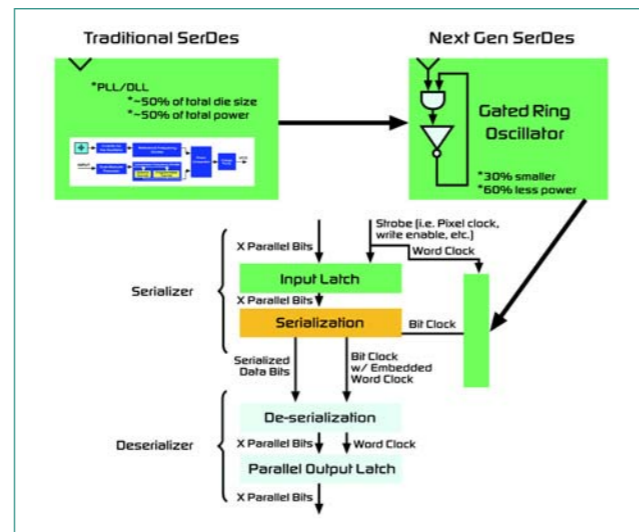 Traditional SerDes
Next Gen SerDes
*PLL/DLL
*~50% of total die size
*~50% of total power
Gated Ring
Oscillator
*30% smaller
*60% less power
Strobe (i.e. Pixel clock,
write enable, etc.)
X Parallel Bits
Word Clock
Input Latch
Serializer
X Parallel Bits
Serialization
Bit Clock
Serialized
Data Bits
Bit Clock
w/ Embedded
Word Clock
De-serialization
Deserializer
X Parallel Bits
Word Clock
Parallel Output Latch
X Parallel Bits